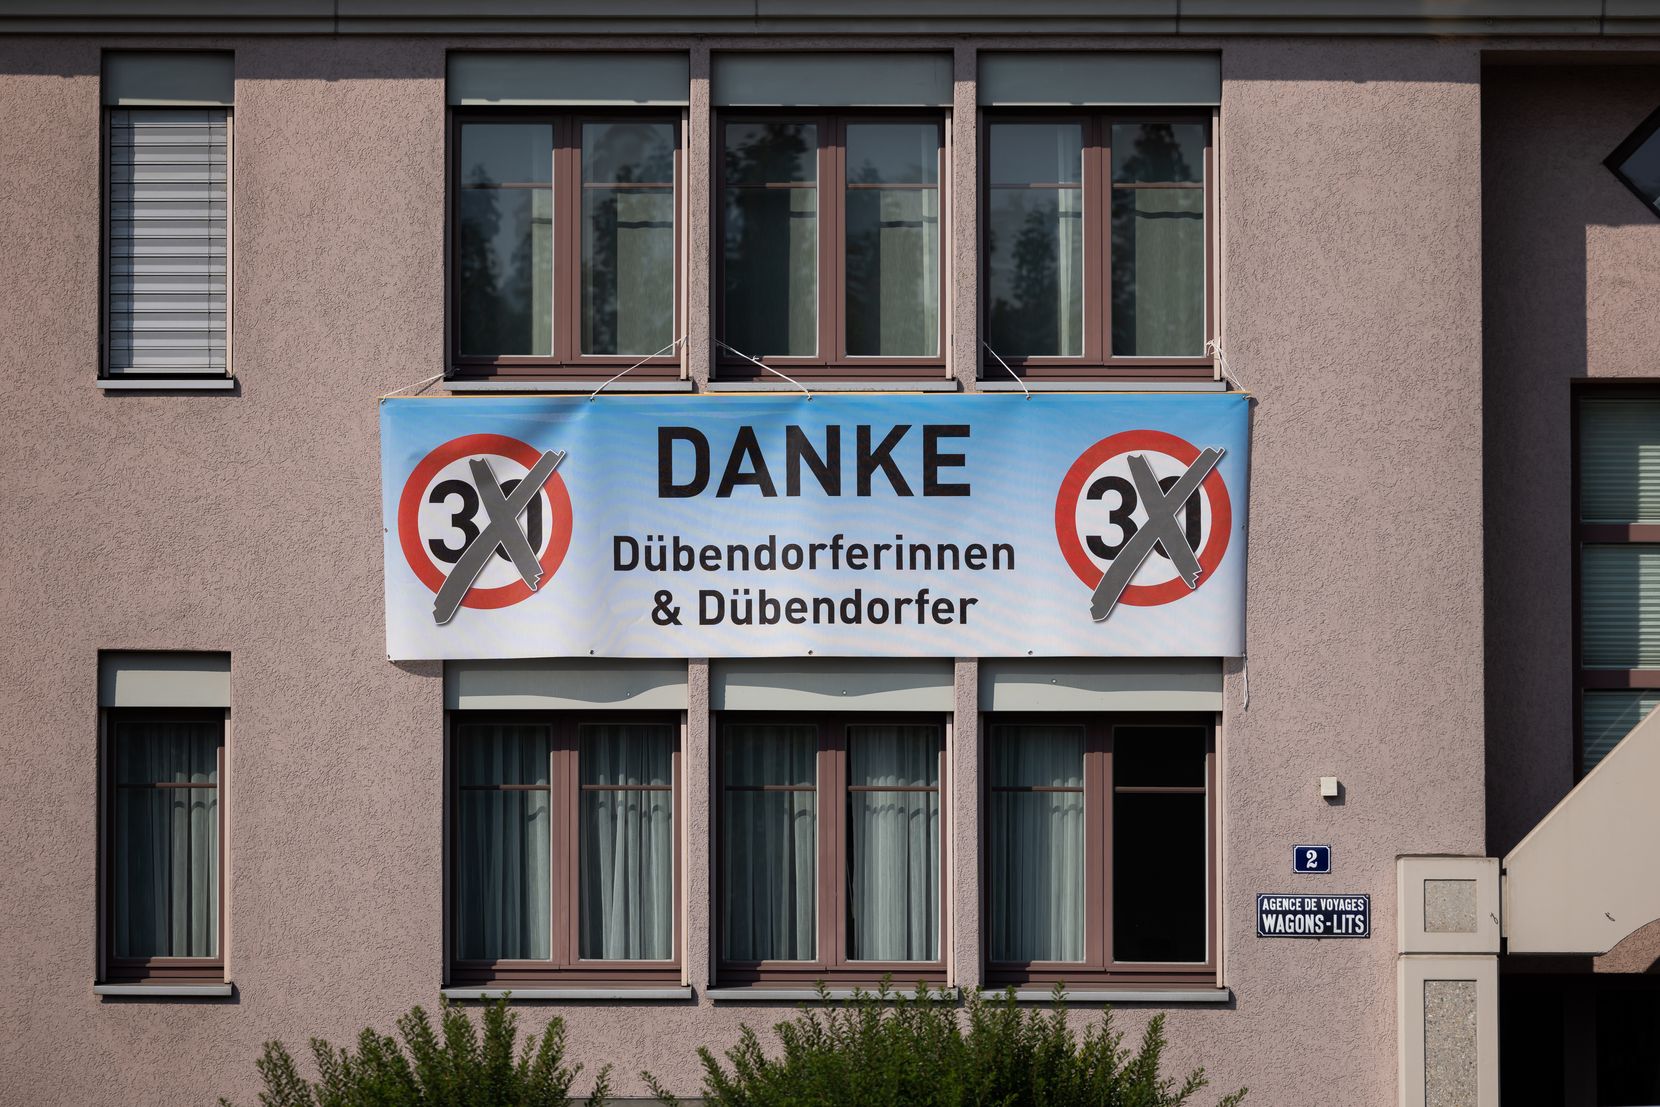 DANKE
30
30
Dübendorferinnen
& Dübendorfer
2
AGENCE DE VOYAGES
WAGONS-LITS